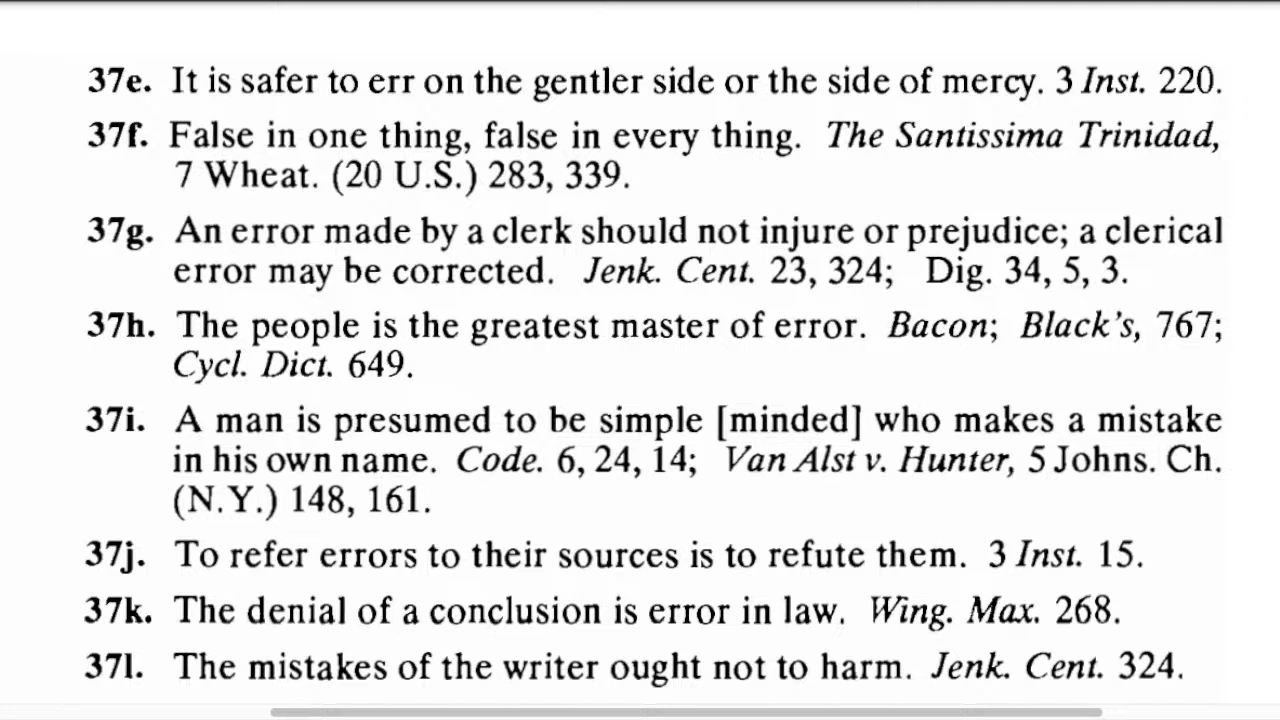 37e. It is safer to err on the gentler side or the side of mercy. 3 Inst. 220.
37f. False in one thing, false in every thing. The Santissima Trinidad,
7 Wheat. (20 U.S.) 283, 339.
37g. An error made by a clerk should not injure or prejudice; a clerical
error may be corrected. Jenk. Cent. 23, 324; Dig. 34, 5, 3.
37h. The people is the greatest master of error. Bacon; Black's, 767;
Cycl. Dict. 649.
37i. A man is presumed to be simple [minded] who makes a mistake
in his own name. Code. 6, 24, 14; Van Alst v. Hunter, 5 Johns. Ch.
(N.Y.) 148, 161.
37j. To refer errors to their sources is to refute them. 3 Inst. 15.
37k. The denial of a conclusion is error in law. Wing. Max. 268.
37l. The mistakes of the writer ought not to harm. Jenk. Cent. 324.